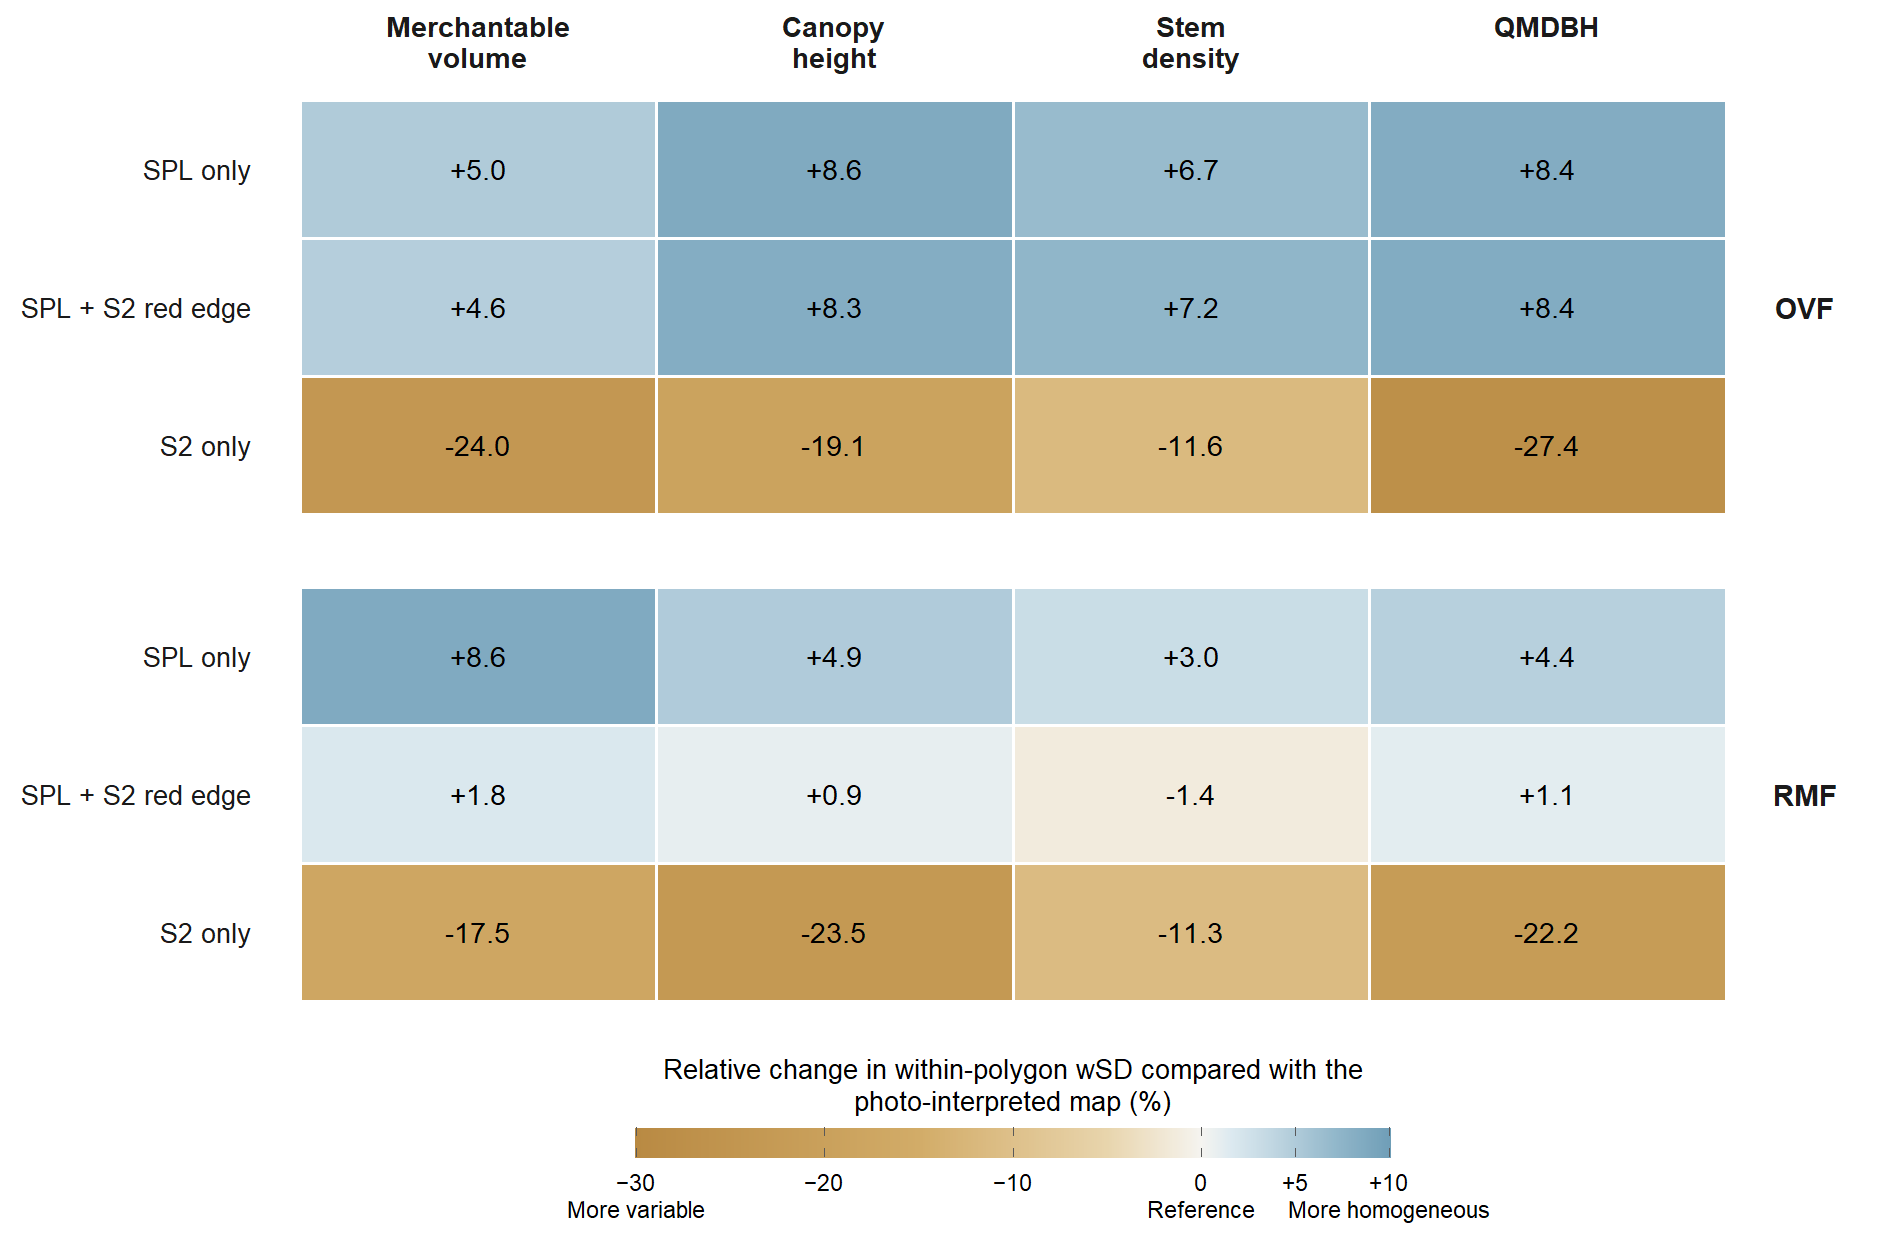 Merchantable volume
Canopy height
Stem density
QMDBH
SPL only
+5.0
+8.6
+6.7
+8.4
SPL + S2 red edge
+4.6
+8.3
+7.2
+8.4
OVF
S2 only
-24.0
-19.1
-11.6
-27.4
SPL only
+8.6
+4.9
+3.0
+4.4
SPL + S2 red edge
+1.8
+0.9
-1.4
+1.1
RMF
S2 only
-17.5
-23.5
-11.3
-22.2
Relative change in within-polygon wSD compared with the
photo-interpreted map (%)
−30
−20
−10
0
+5
+10
More variable
Reference
More homogeneous